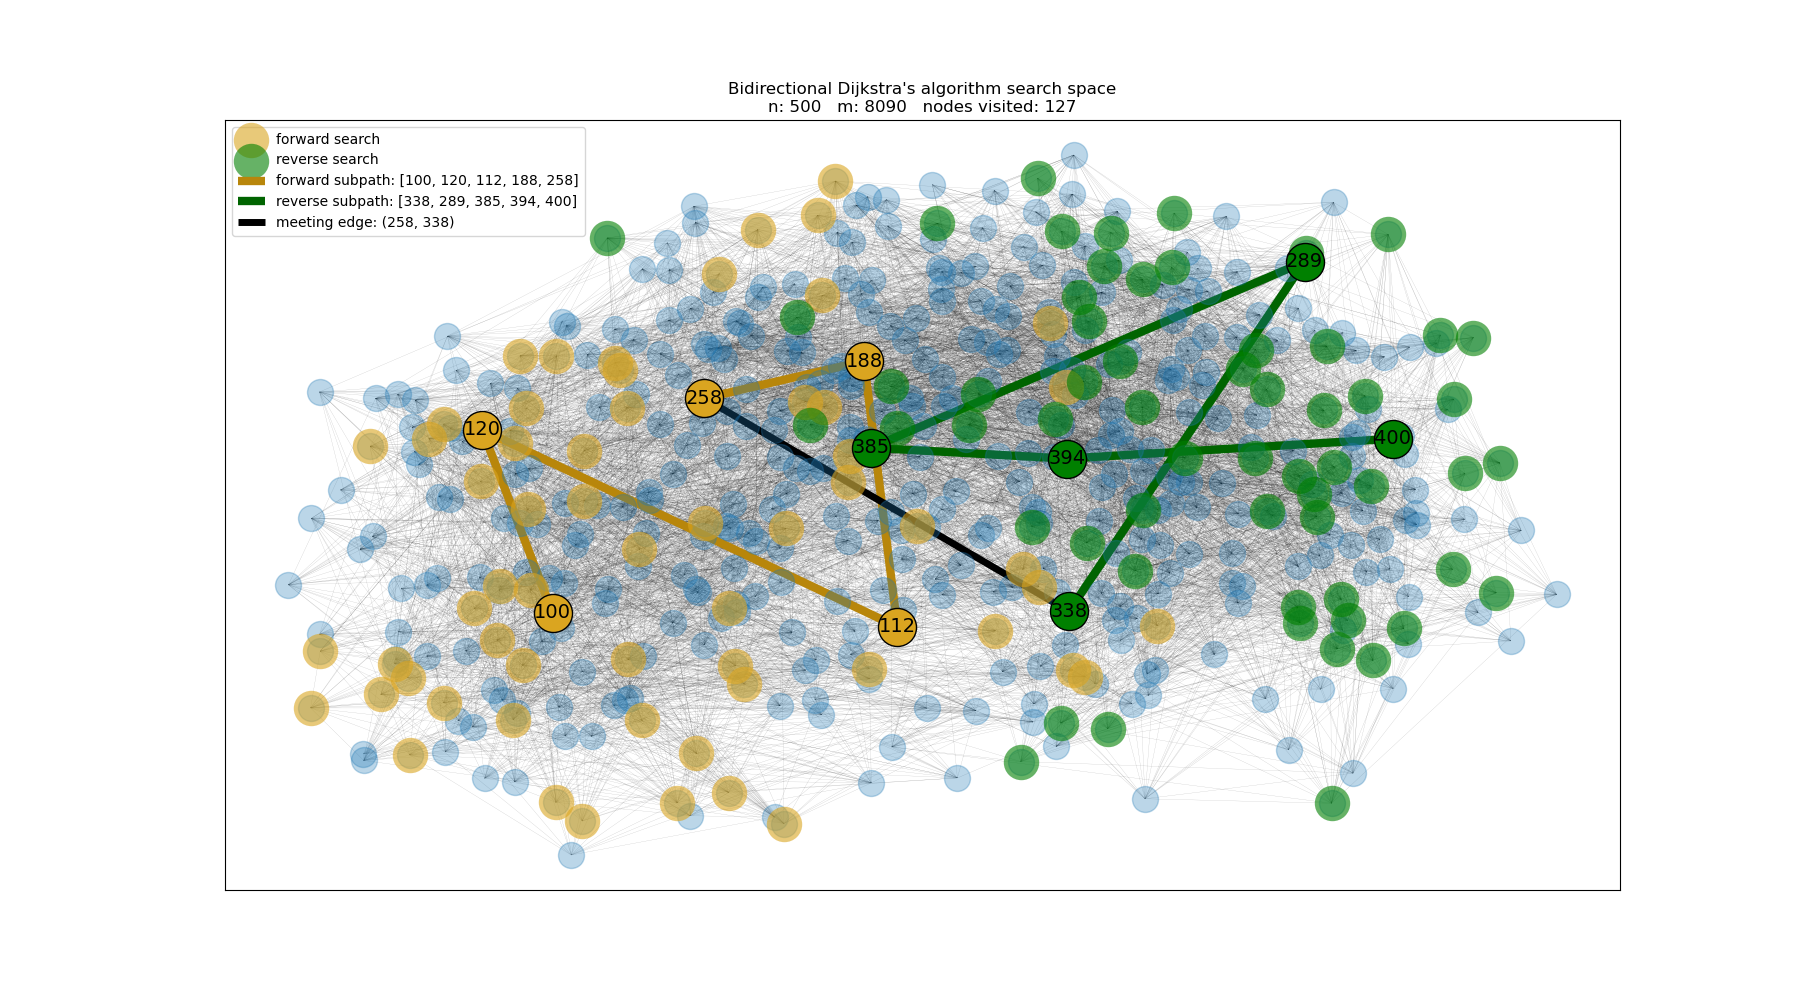 Bidirectional Dijkstra's algorithm search space
n: 500   m: 8090   nodes visited: 127
forward search
reverse search
forward subpath: [100, 120, 112, 188, 258]
reverse subpath: [338, 289, 385, 394, 400]
meeting edge: (258, 338)
289
188
258
120
400
385
394
100
338
112